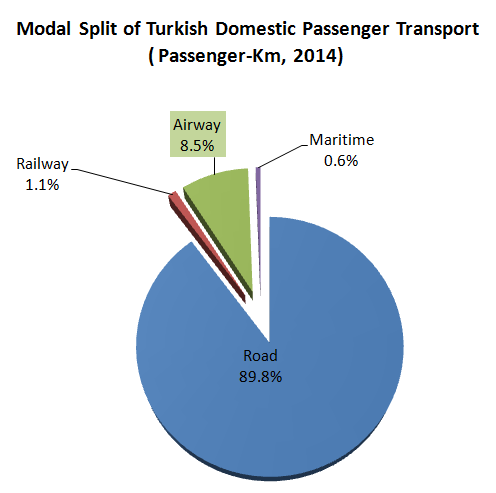 Modal Split of Turkish Domestic Passenger Transport
( Passenger-Km, 2014)
Airway
8.5%
Maritime
0.6%
Railway
1.1%
Road
89.8%